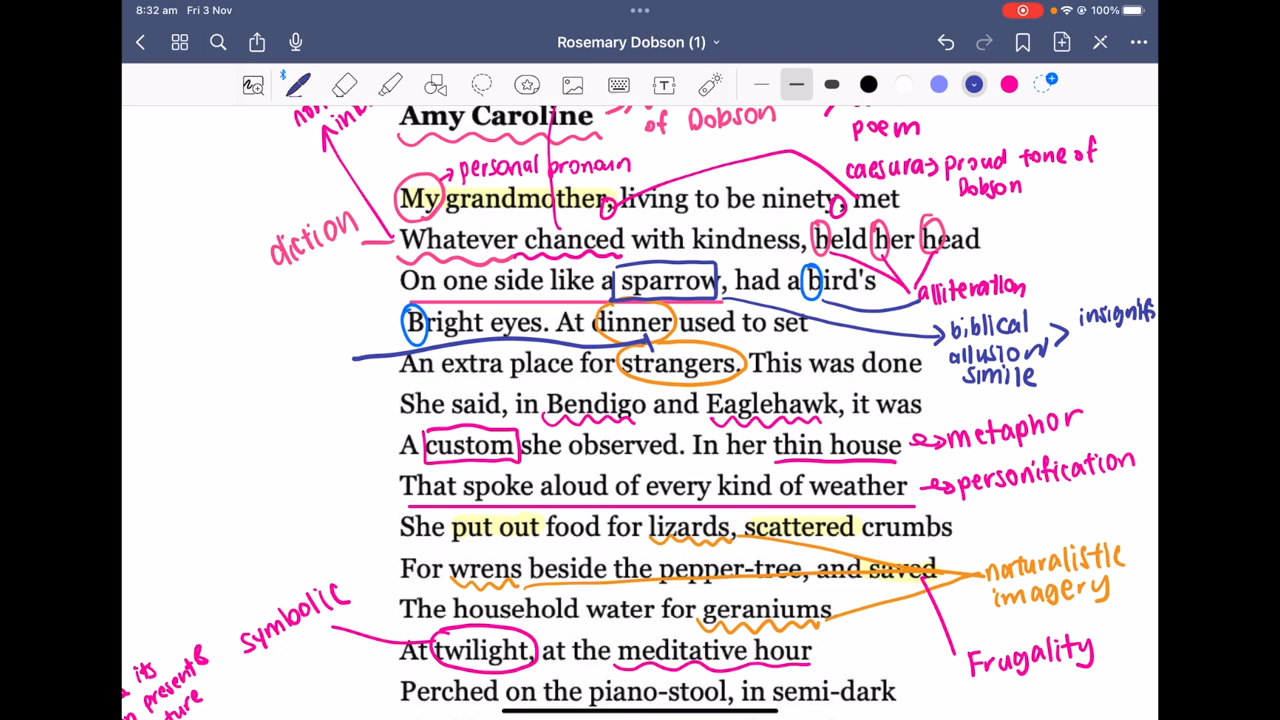 8:32 am Fri 3 Nov
100%
Rosemary Dobson (1)
Amy Caroline
of Dobson
poem
personal pronoun
caesura → proud tone of
Dobson
My grandmother, living to be ninety, met
diction
Whatever chanced with kindness, held her head
On one side like a sparrow, had a bird's
alliteration
Bright eyes. At dinner used to set
biblical
allusion/
simile
insignifs
An extra place for strangers. This was done
She said, in Bendigo and Eaglehawk, it was
A custom she observed. In her thin house
metaphor
That spoke aloud of every kind of weather
personification
She put out food for lizards, scattered crumbs
For wrens beside the pepper-tree, and saved
naturalistic
imagery
The household water for geraniums
symbolic
At twilight, at the meditative hour
Frugality
Perched on the piano-stool, in semi-dark
its
present &